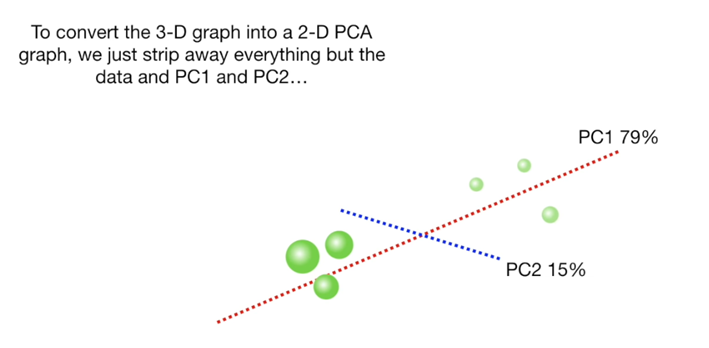 To convert the 3-D graph into a 2-D PCA
graph, we just strip away everything but the
data and PC1 and PC2...
PC1 79%
PC2 15%